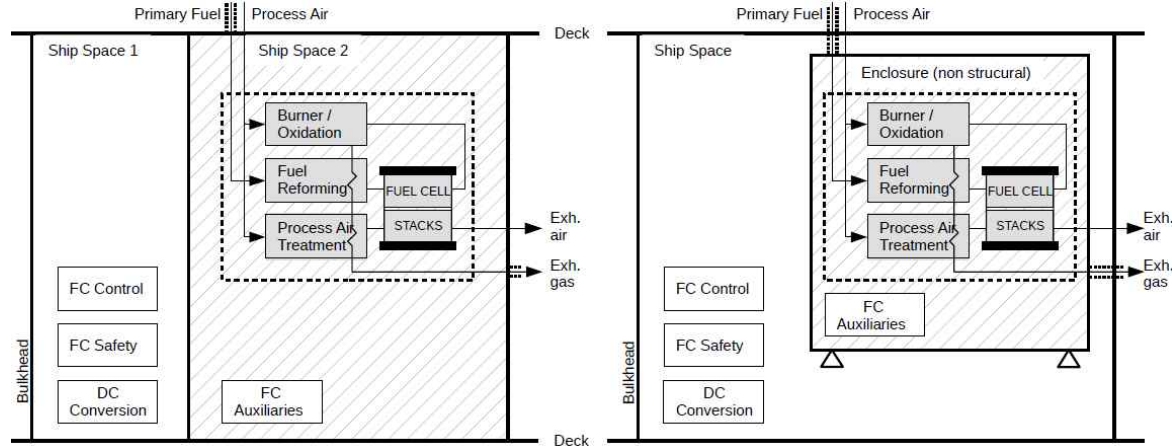 Primary Fuel
Process Air
Deck
Ship Space 1
Ship Space 2
Burner /
Oxidation
Fuel
Reforming
FUEL CELL
Process Air
Treatment
STACKS
Exh.
air
Exh.
gas
FC Control
FC Safety
DC
Conversion
FC
Auxiliaries
Bulkhead
Deck
Primary Fuel
Process Air
Ship Space
Enclosure (non strucural)
Burner /
Oxidation
Fuel
Reforming
FUEL CELL
Process Air
Treatment
STACKS
Exh.
air
Exh.
gas
FC
Auxiliaries
FC Control
FC Safety
DC
Conversion
Bulkhead